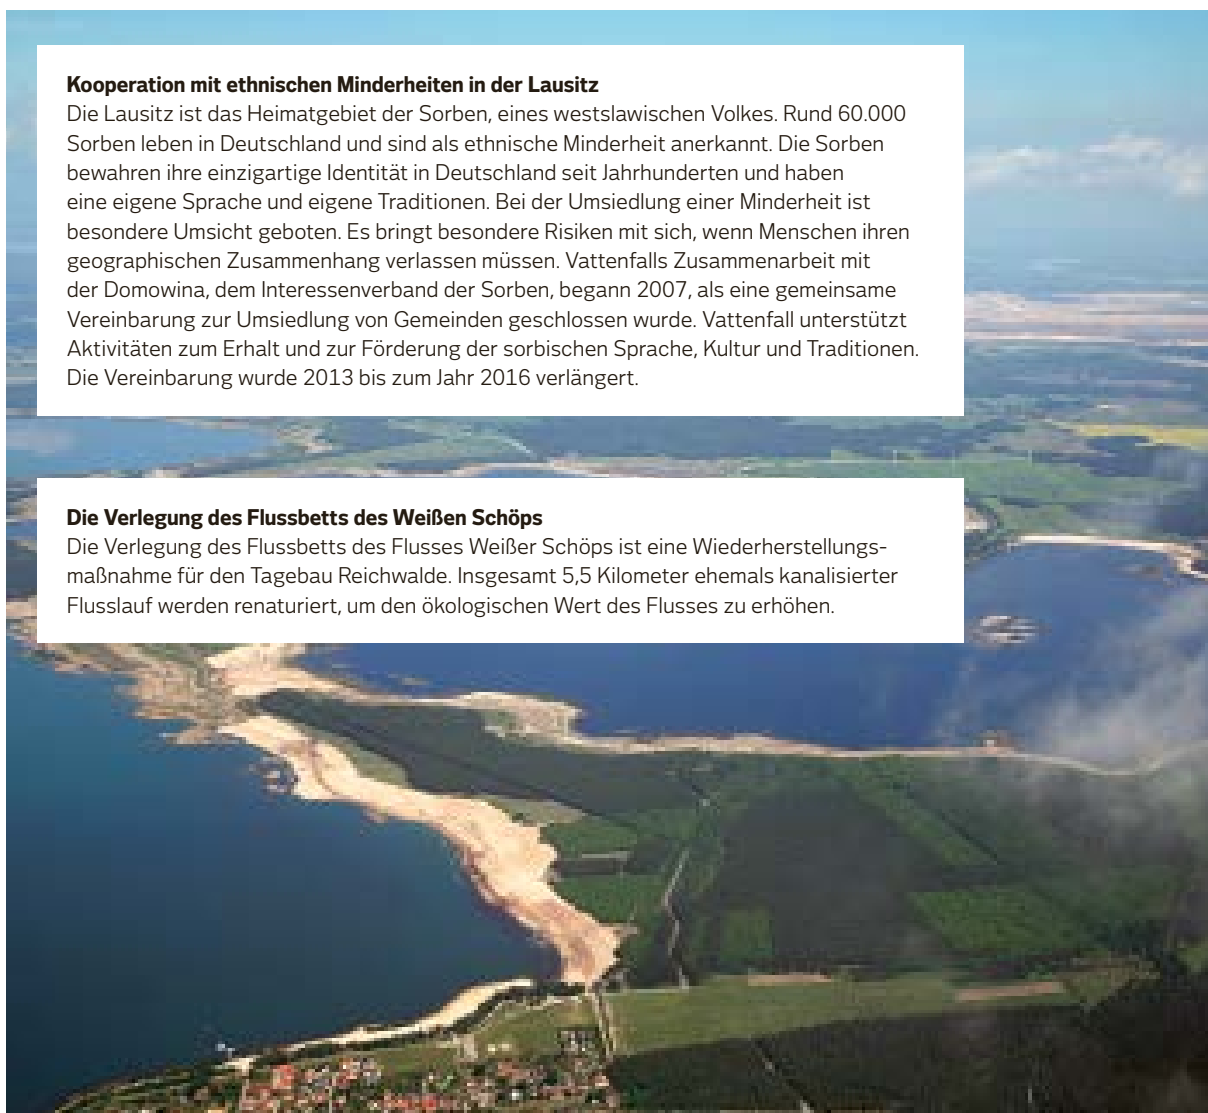 Kooperation mit ethnischen Minderheiten in der Lausitz
Die Lausitz ist das Heimatgebiet der Sorben, eines westslawischen Volkes. Rund 60.000
Sorben leben in Deutschland und sind als ethnische Minderheit anerkannt. Die Sorben
bewahren ihre einzigartige Identität in Deutschland seit Jahrhunderten und haben
eine eigene Sprache und eigene Traditionen. Bei der Umsiedlung einer Minderheit ist
besondere Umsicht geboten. Es bringt besondere Risiken mit sich, wenn Menschen ihren
geographischen Zusammenhang verlassen müssen. Vattenfalls Zusammenarbeit mit
der Domowina, dem Interessenverband der Sorben, begann 2007, als eine gemeinsame
Vereinbarung zur Umsiedlung von Gemeinden geschlossen wurde. Vattenfall unterstützt
Aktivitäten zum Erhalt und zur Förderung der sorbischen Sprache, Kultur und Traditionen.
Die Vereinbarung wurde 2013 bis zum Jahr 2016 verlängert.
Die Verlegung des Flussbetts des Weißen Schöps
Die Verlegung des Flussbetts des Flusses Weißer Schöps ist eine Wiederherstellungs-
maßnahme für den Tagebau Reichwalde. Insgesamt 5,5 Kilometer ehemals kanalisierter
Flusslauf werden renaturiert, um den ökologischen Wert des Flusses zu erhöhen.